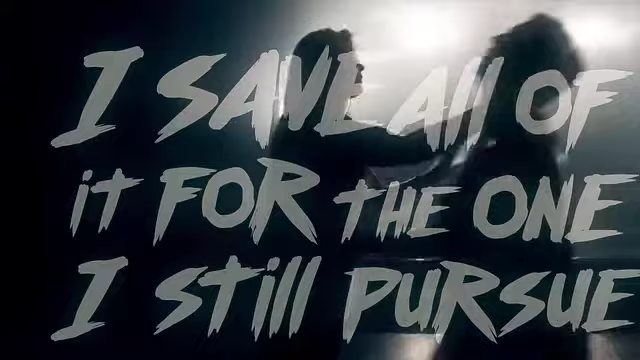 I SAVE All OF
it FOR tHE ONE
I still PURSUE